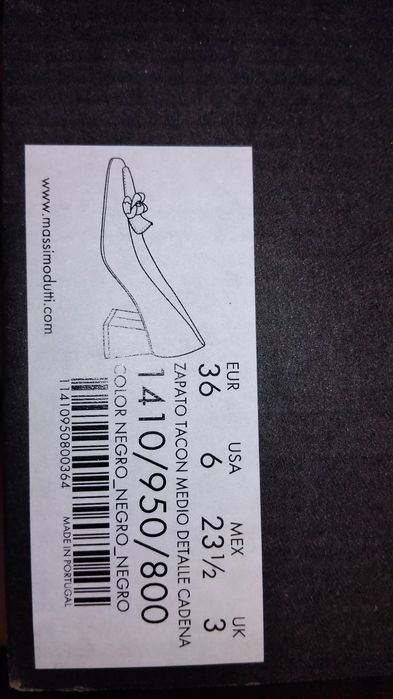 EUR USA MEX UK
36 6 23½ 3
ZAPATO TACON MEDIO DETALLE CADENA
1410/950/800
COLOR NEGRO_NEGRO_NEGRO
11410950800364
MADE IN PORTUGAL
www.massimodutti.com